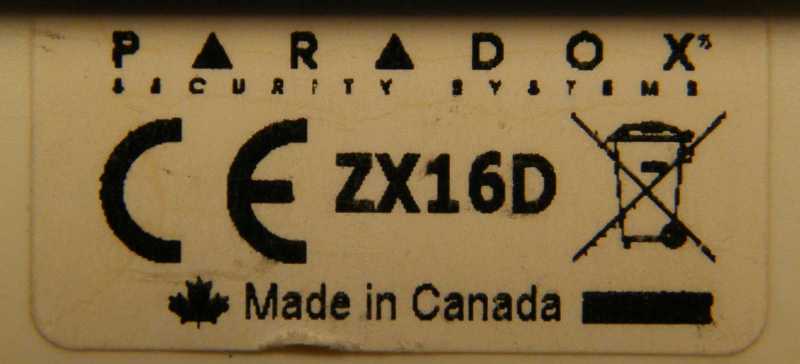 PARADOX
SECURITY SYSTEMS
CE ZX16D
Made in Canada